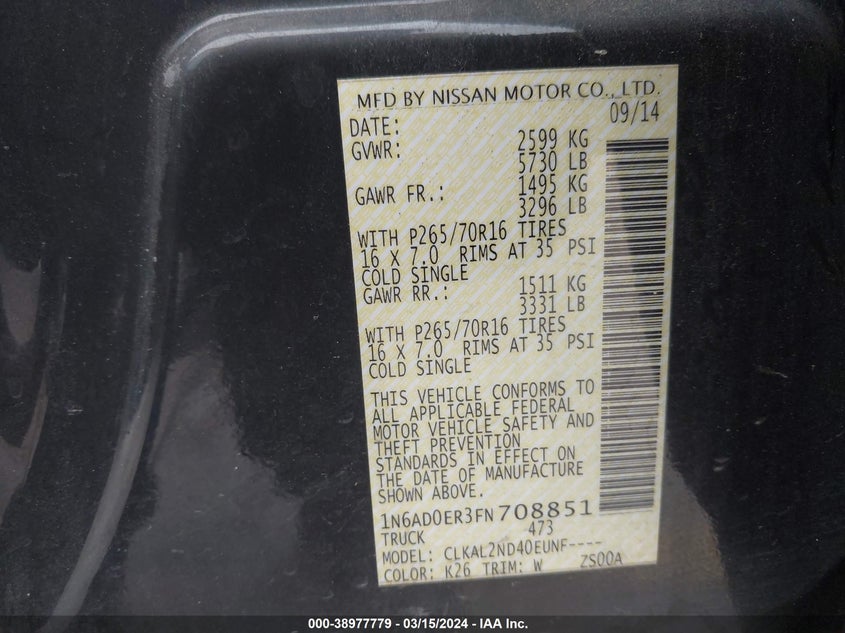 MFD BY NISSAN MOTOR CO., LTD.
DATE: 09/14
GVWR: 2599 KG
5730 LB
GAWR FR.: 1495 KG
3296 LB
WITH P265/70R16 TIRES
16 X 7.0 RIMS AT 35 PSI
COLD SINGLE
GAWR RR.: 1511 KG
3331 LB
WITH P265/70R16 TIRES
16 X 7.0 RIMS AT 35 PSI
COLD SINGLE
THIS VEHICLE CONFORMS TO
ALL APPLICABLE FEDERAL
MOTOR VEHICLE SAFETY AND
THEFT PREVENTION
STANDARDS IN EFFECT ON
THE DATE OF MANUFACTURE
SHOWN ABOVE.
1N6AD0ER3FN708851
TRUCK 473
MODEL: CLKAL2ND40EUNF----
COLOR: K26 TRIM: W ZS00A
000-38977779 - 03/15/2024 - IAA Inc.